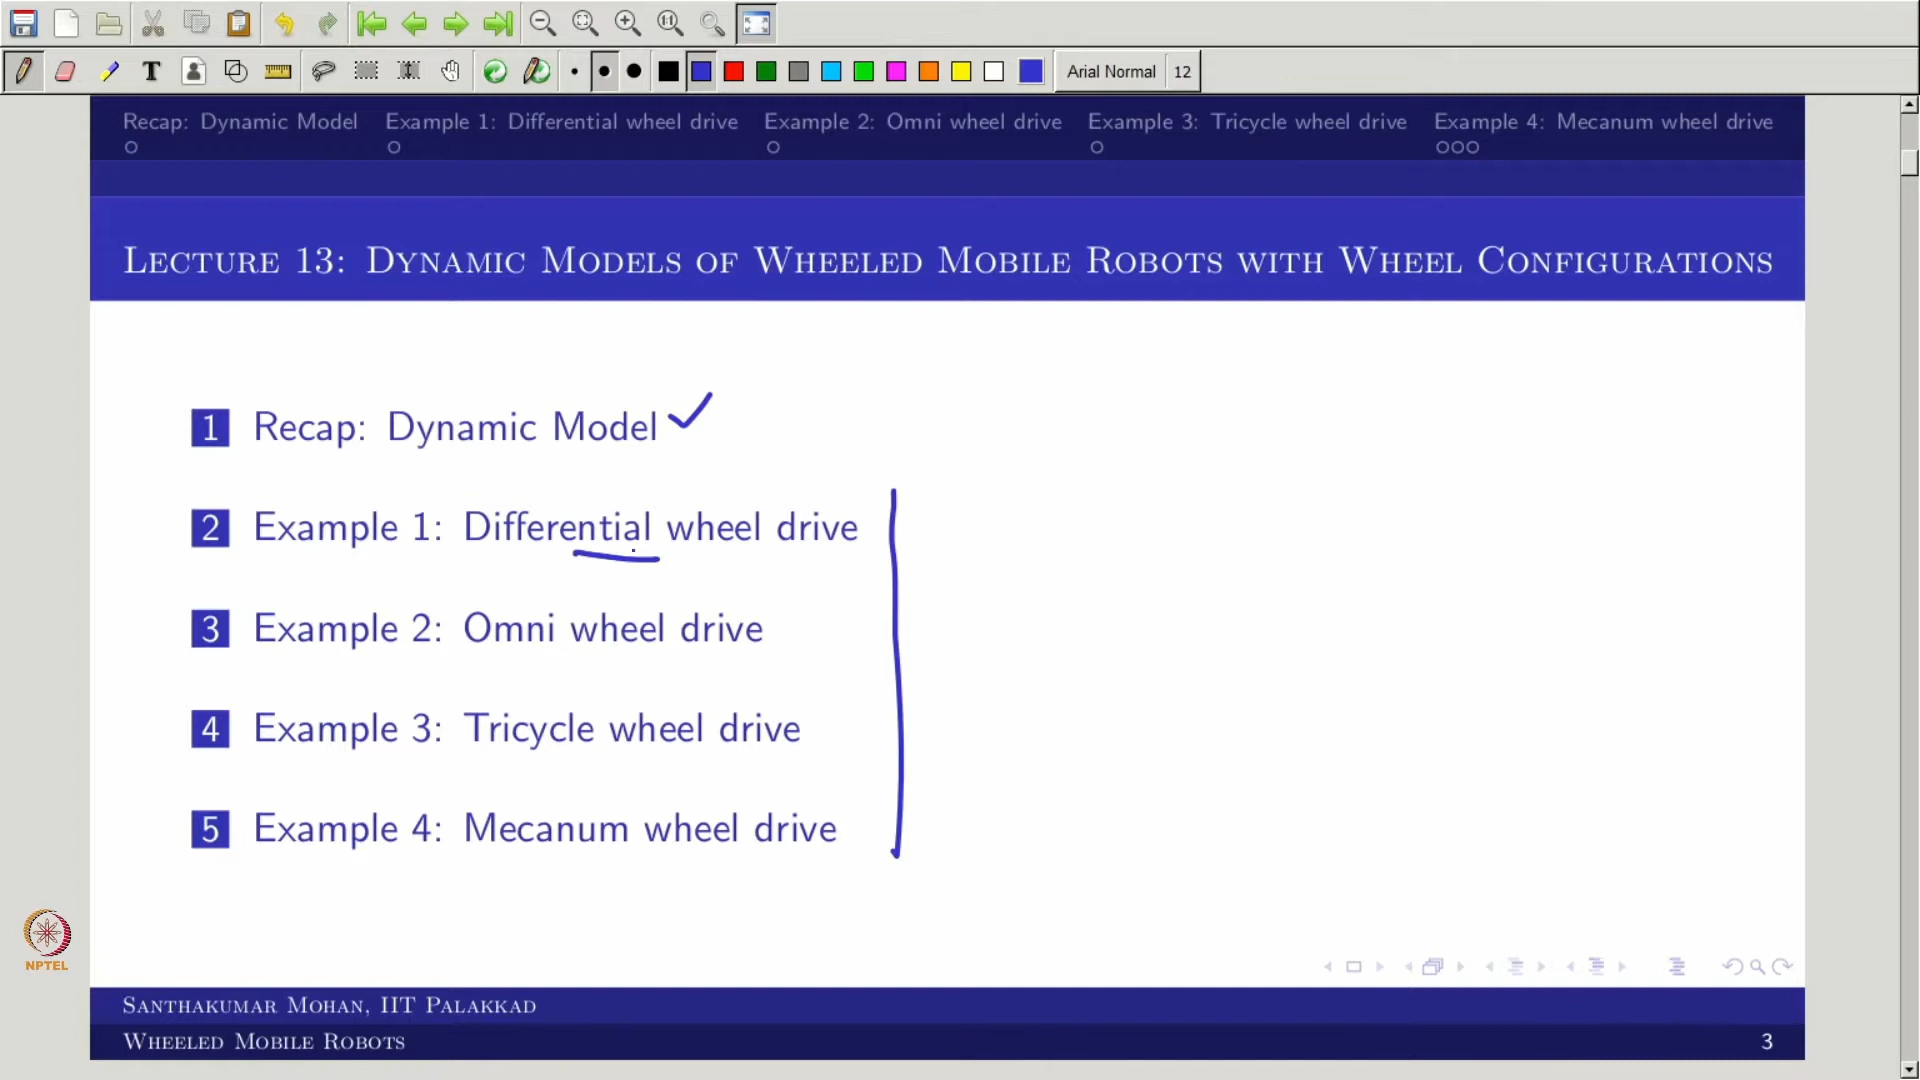 Arial Normal 12
Recap: Dynamic Model Example 1: Differential wheel drive Example 2: Omni wheel drive Example 3: Tricycle wheel drive Example 4: Mecanum wheel drive
Lecture 13: Dynamic Models of Wheeled Mobile Robots with Wheel Configurations
1 Recap: Dynamic Model
2 Example 1: Differential wheel drive
3 Example 2: Omni wheel drive
4 Example 3: Tricycle wheel drive
5 Example 4: Mecanum wheel drive
NPTEL
Santhakumar Mohan, IIT Palakkad
Wheeled Mobile Robots 3